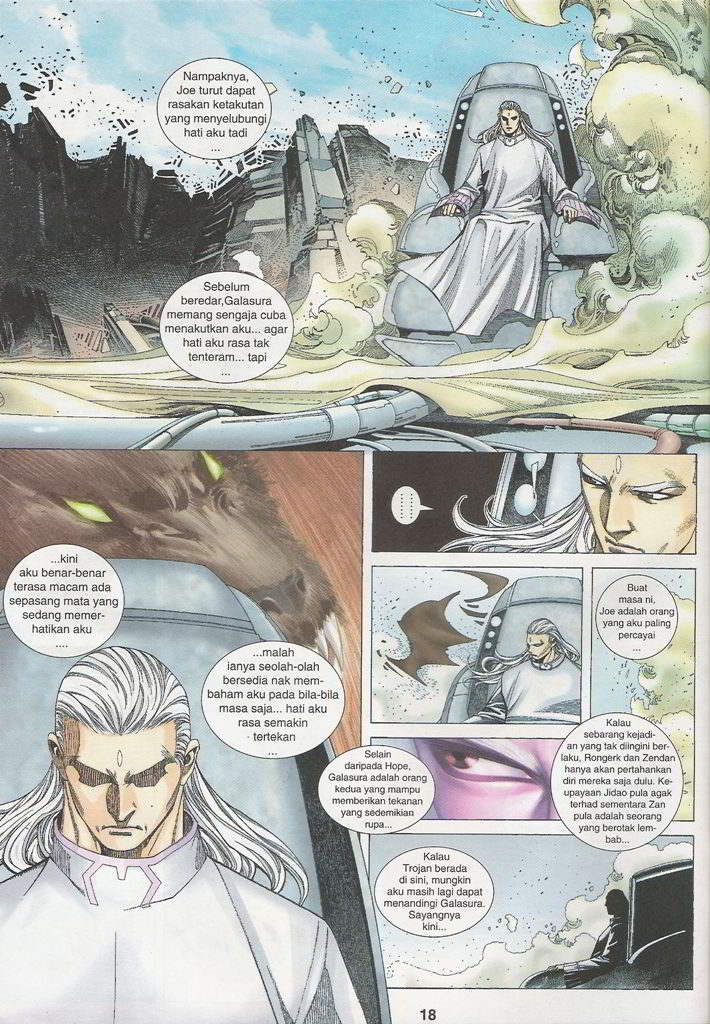 Nampaknya,
Joe turut dapat
rasakan ketakutan
yang menyelubungi
hati aku tadi
...
Sebelum
beredar,Galasura
memang sengaja cuba
menakutkan aku... agar
hati aku rasa tak
tenteram... tapi
...
...kini
aku benar-benar
terasa macam ada
sepasang mata yang
sedang memer-
hatikan aku
....
...malah
ianya seolah-olah
bersedia nak mem-
baham aku pada bila-bila
masa saja... hati aku
rasa semakin
tertekan
...
......
Buat
masa ni,
Joe adalah orang
yang aku paling
percayai
...
Selain
daripada Hope,
Galasura adalah orang
kedua yang mampu
memberikan tekanan
yang sedemikian
rupa...
Kalau
sebarang kejadi-
an yang tak diingini ber-
laku, Rongerk dan Zendan
hanya akan pertahankan
diri mereka saja dulu. Ke-
upayaan Jidao pula agak
terhad sementara Zan
pula adalah seorang
yang berotak lem-
bab...
Kalau
Trojan berada
di sini, mungkin
aku masih lagi dapat
menandingi Galasura.
Sayangnya
kini...
18